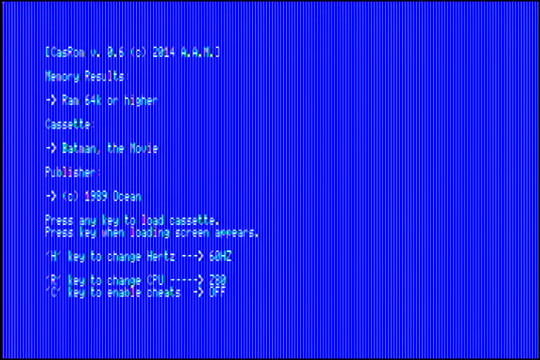 [CasRom v. 0.6 (c) 2014 A.A.M.]
Memory Results:
-> Ram 64k or higher
Cassette:
-> Batman, the Movie
Publisher:
-> (c) 1989 Ocean
Press any key to load cassette.
Press key when loading screen appears.
'H' key to change Hertz ---> 60HZ
'R' key to change CPU -----> Z80
'C' key to enable cheats  -> OFF